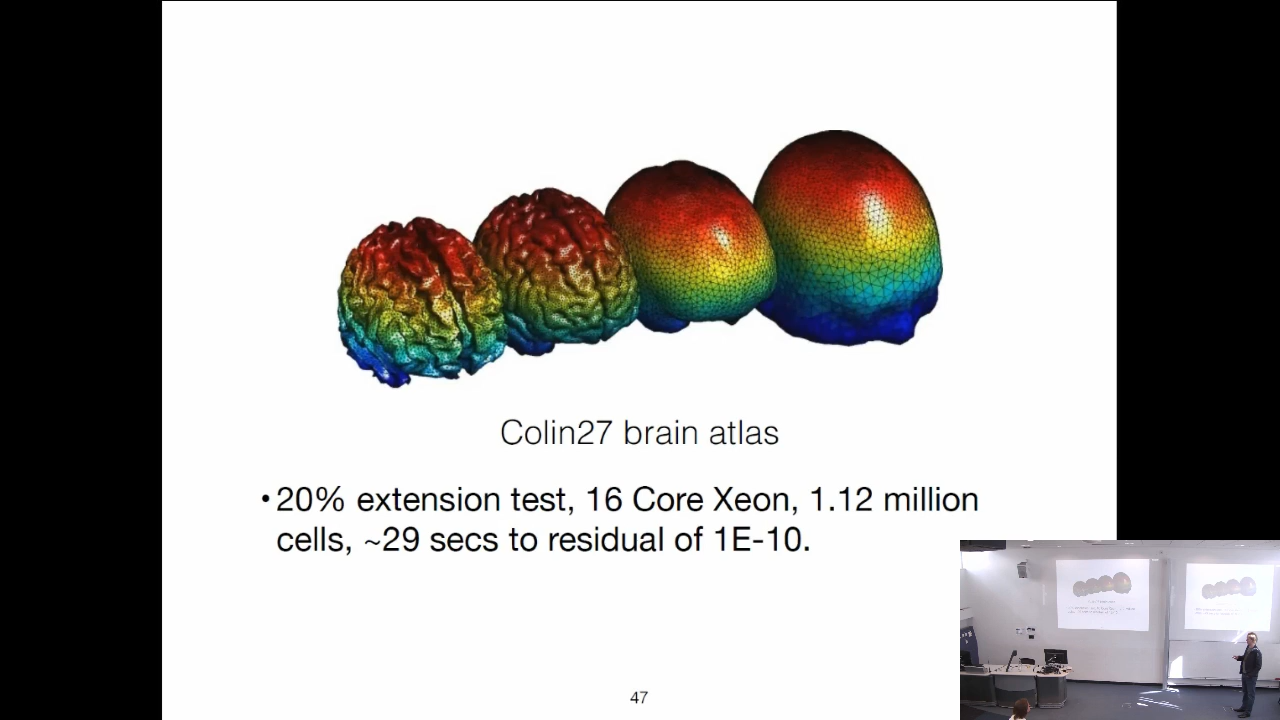 Colin27 brain atlas
• 20% extension test, 16 Core Xeon, 1.12 million
cells, ~29 secs to residual of 1E-10.
47